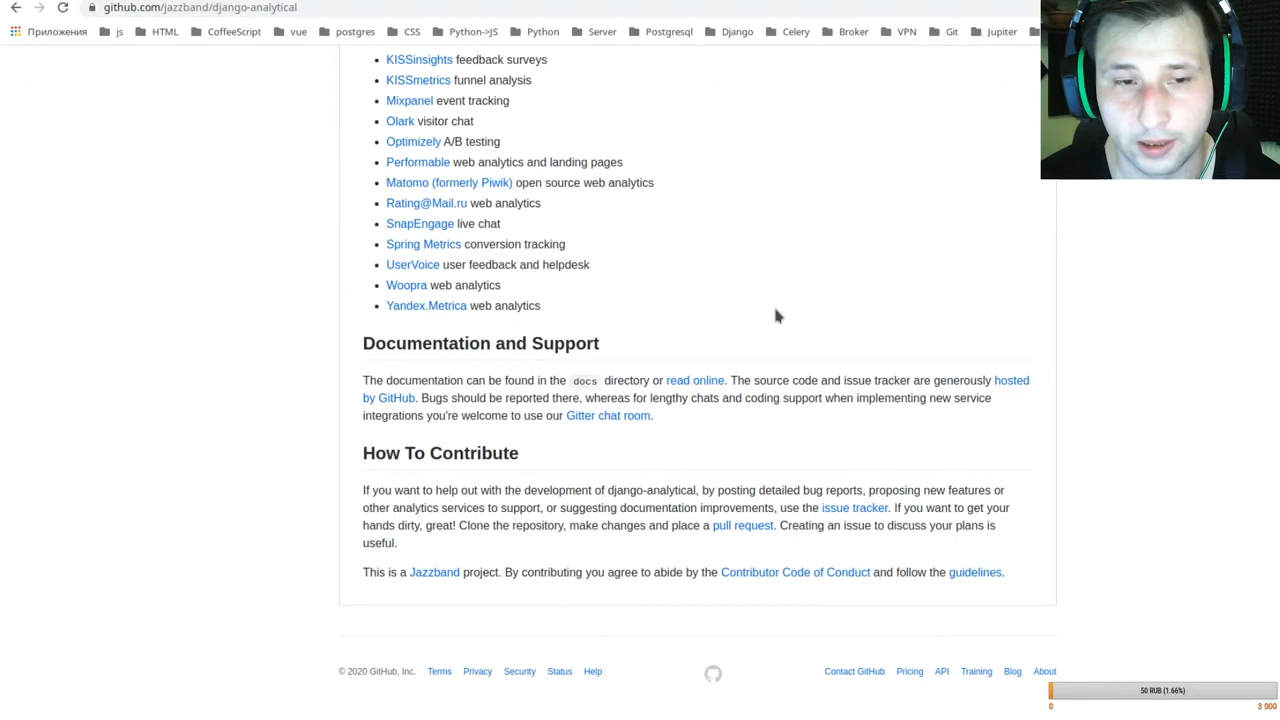 github.com/jazzband/django-analytical
Приложения js HTML CoffeeScript vue postgres CSS Python->JS Python Server Postgresql Django Celery Broker VPN Git Jupiter
KISSinsights feedback surveys
KISSmetrics funnel analysis
Mixpanel event tracking
Olark visitor chat
Optimizely A/B testing
Performable web analytics and landing pages
Matomo (formerly Piwik) open source web analytics
Rating@Mail.ru web analytics
SnapEngage live chat
Spring Metrics conversion tracking
UserVoice user feedback and helpdesk
Woopra web analytics
Yandex.Metrica web analytics
Documentation and Support
The documentation can be found in the docs directory or read online. The source code and issue tracker are generously hosted
by GitHub. Bugs should be reported there, whereas for lengthy chats and coding support when implementing new service
integrations you're welcome to use our Gitter chat room.
How To Contribute
If you want to help out with the development of django-analytical, by posting detailed bug reports, proposing new features or
other analytics services to support, or suggesting documentation improvements, use the issue tracker. If you want to get your
hands dirty, great! Clone the repository, make changes and place a pull request. Creating an issue to discuss your plans is
useful.
This is a Jazzband project. By contributing you agree to abide by the Contributor Code of Conduct and follow the guidelines.
© 2020 GitHub, Inc. Terms Privacy Security Status Help Contact GitHub Pricing API Training Blog About
50 RUB (1.66%)
0 3 000